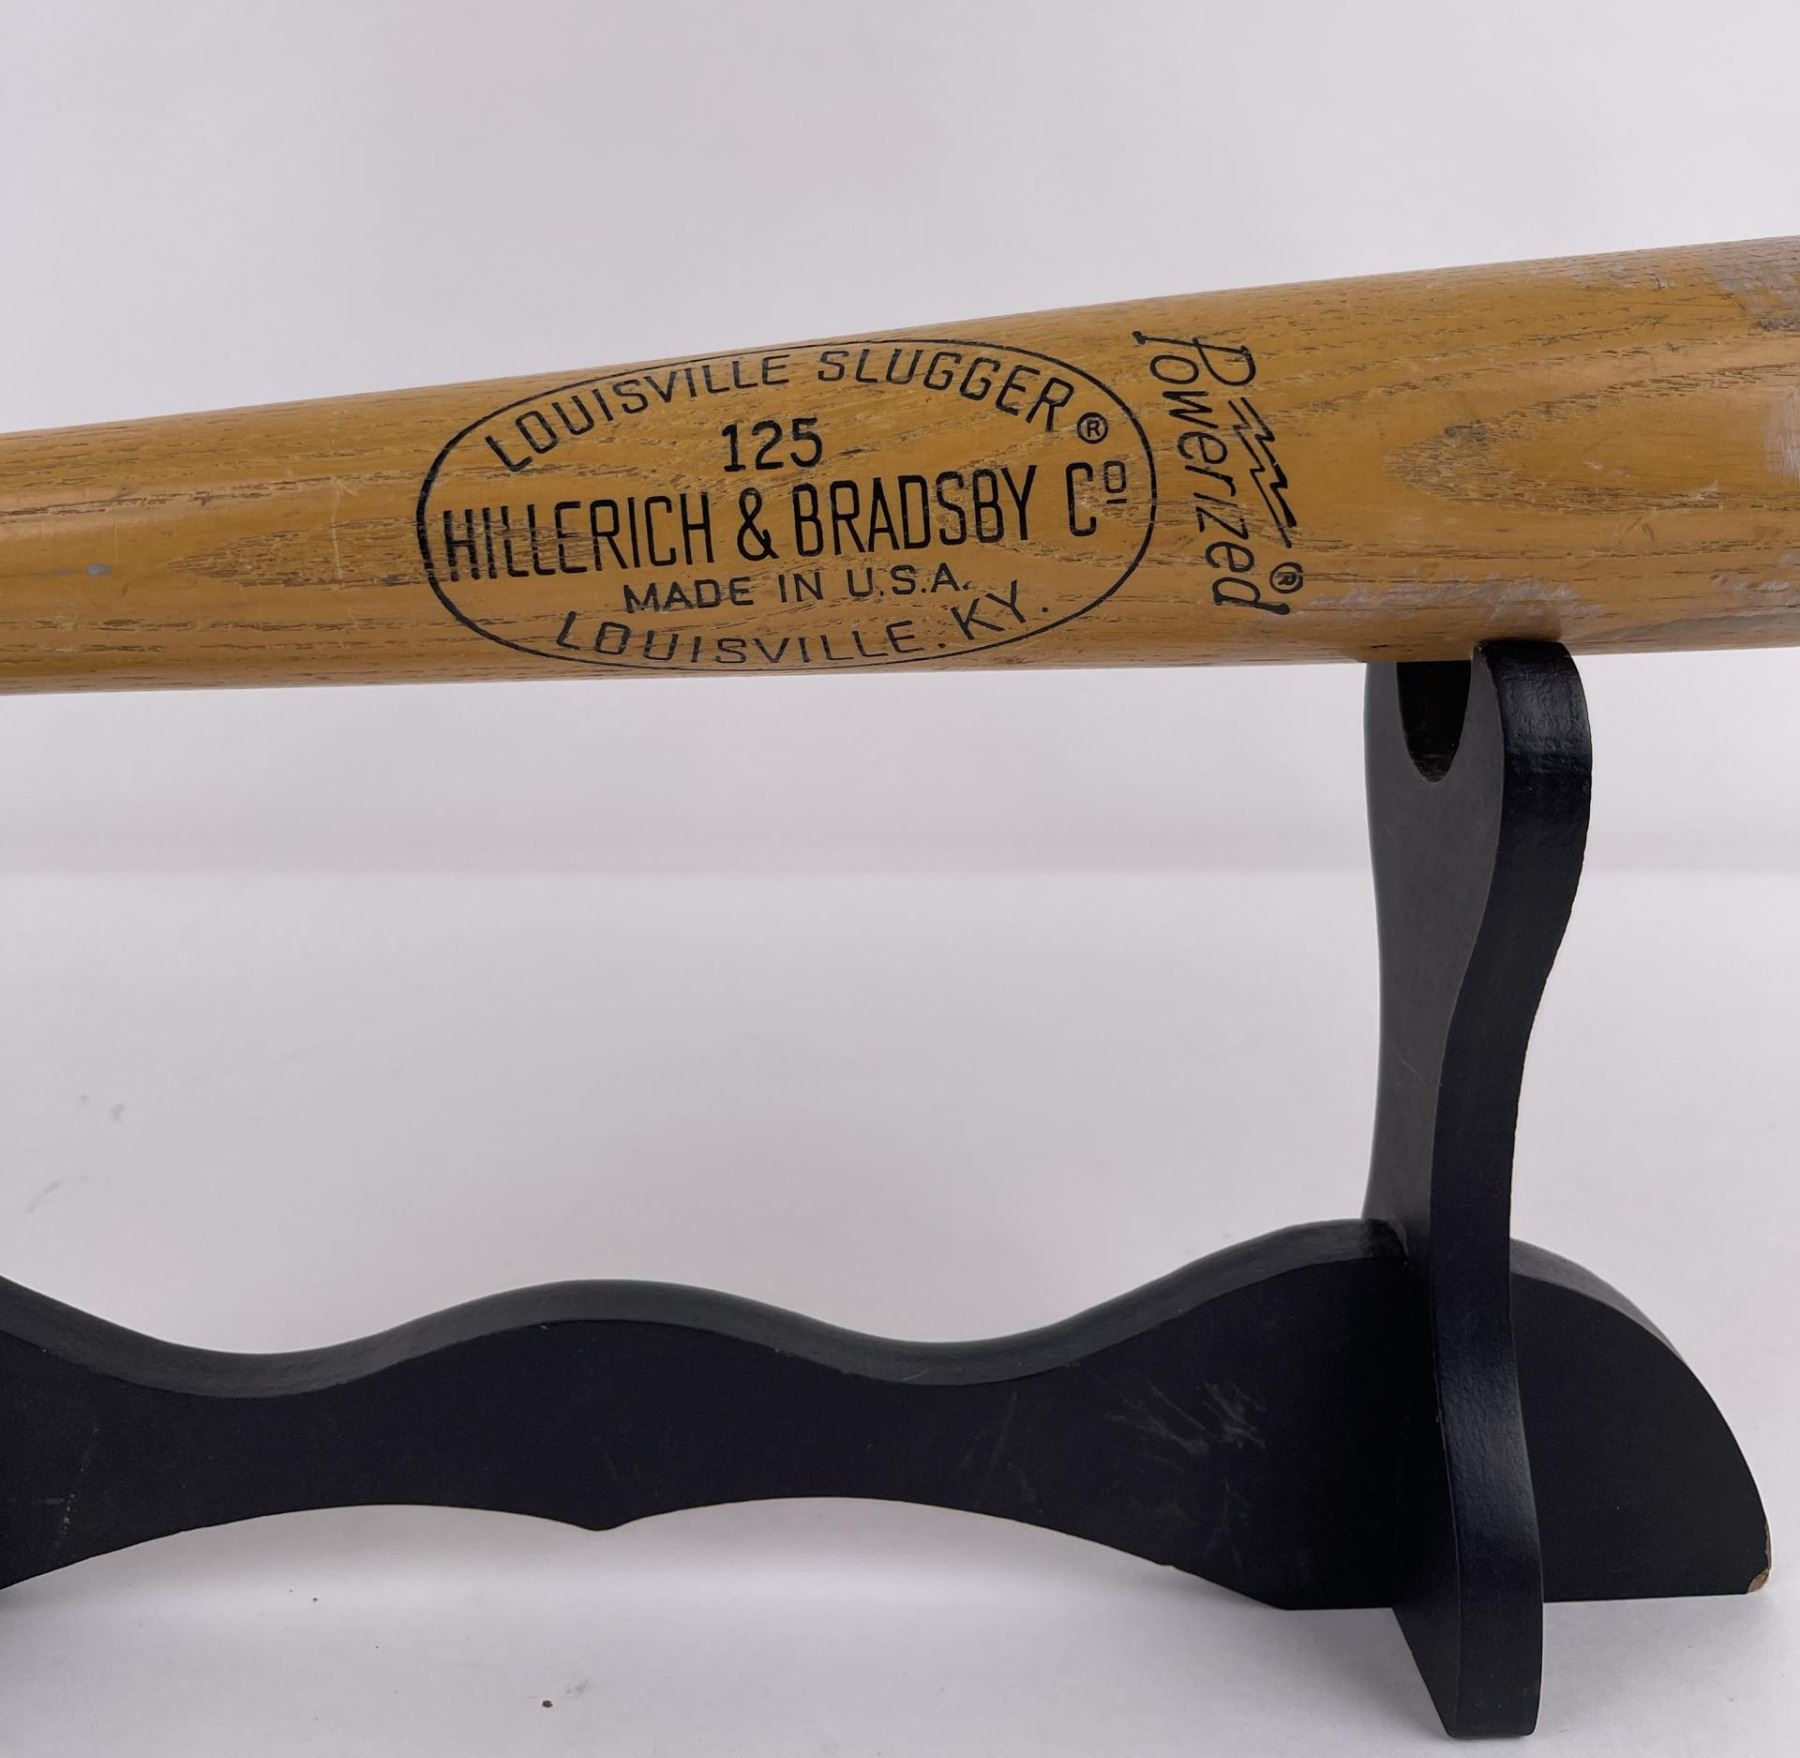 LOUISVILLE SLUGGER®
125
HILLERICH & BRADSBY Cº
MADE IN U.S.A.
LOUISVILLE. KY.
Powerized®